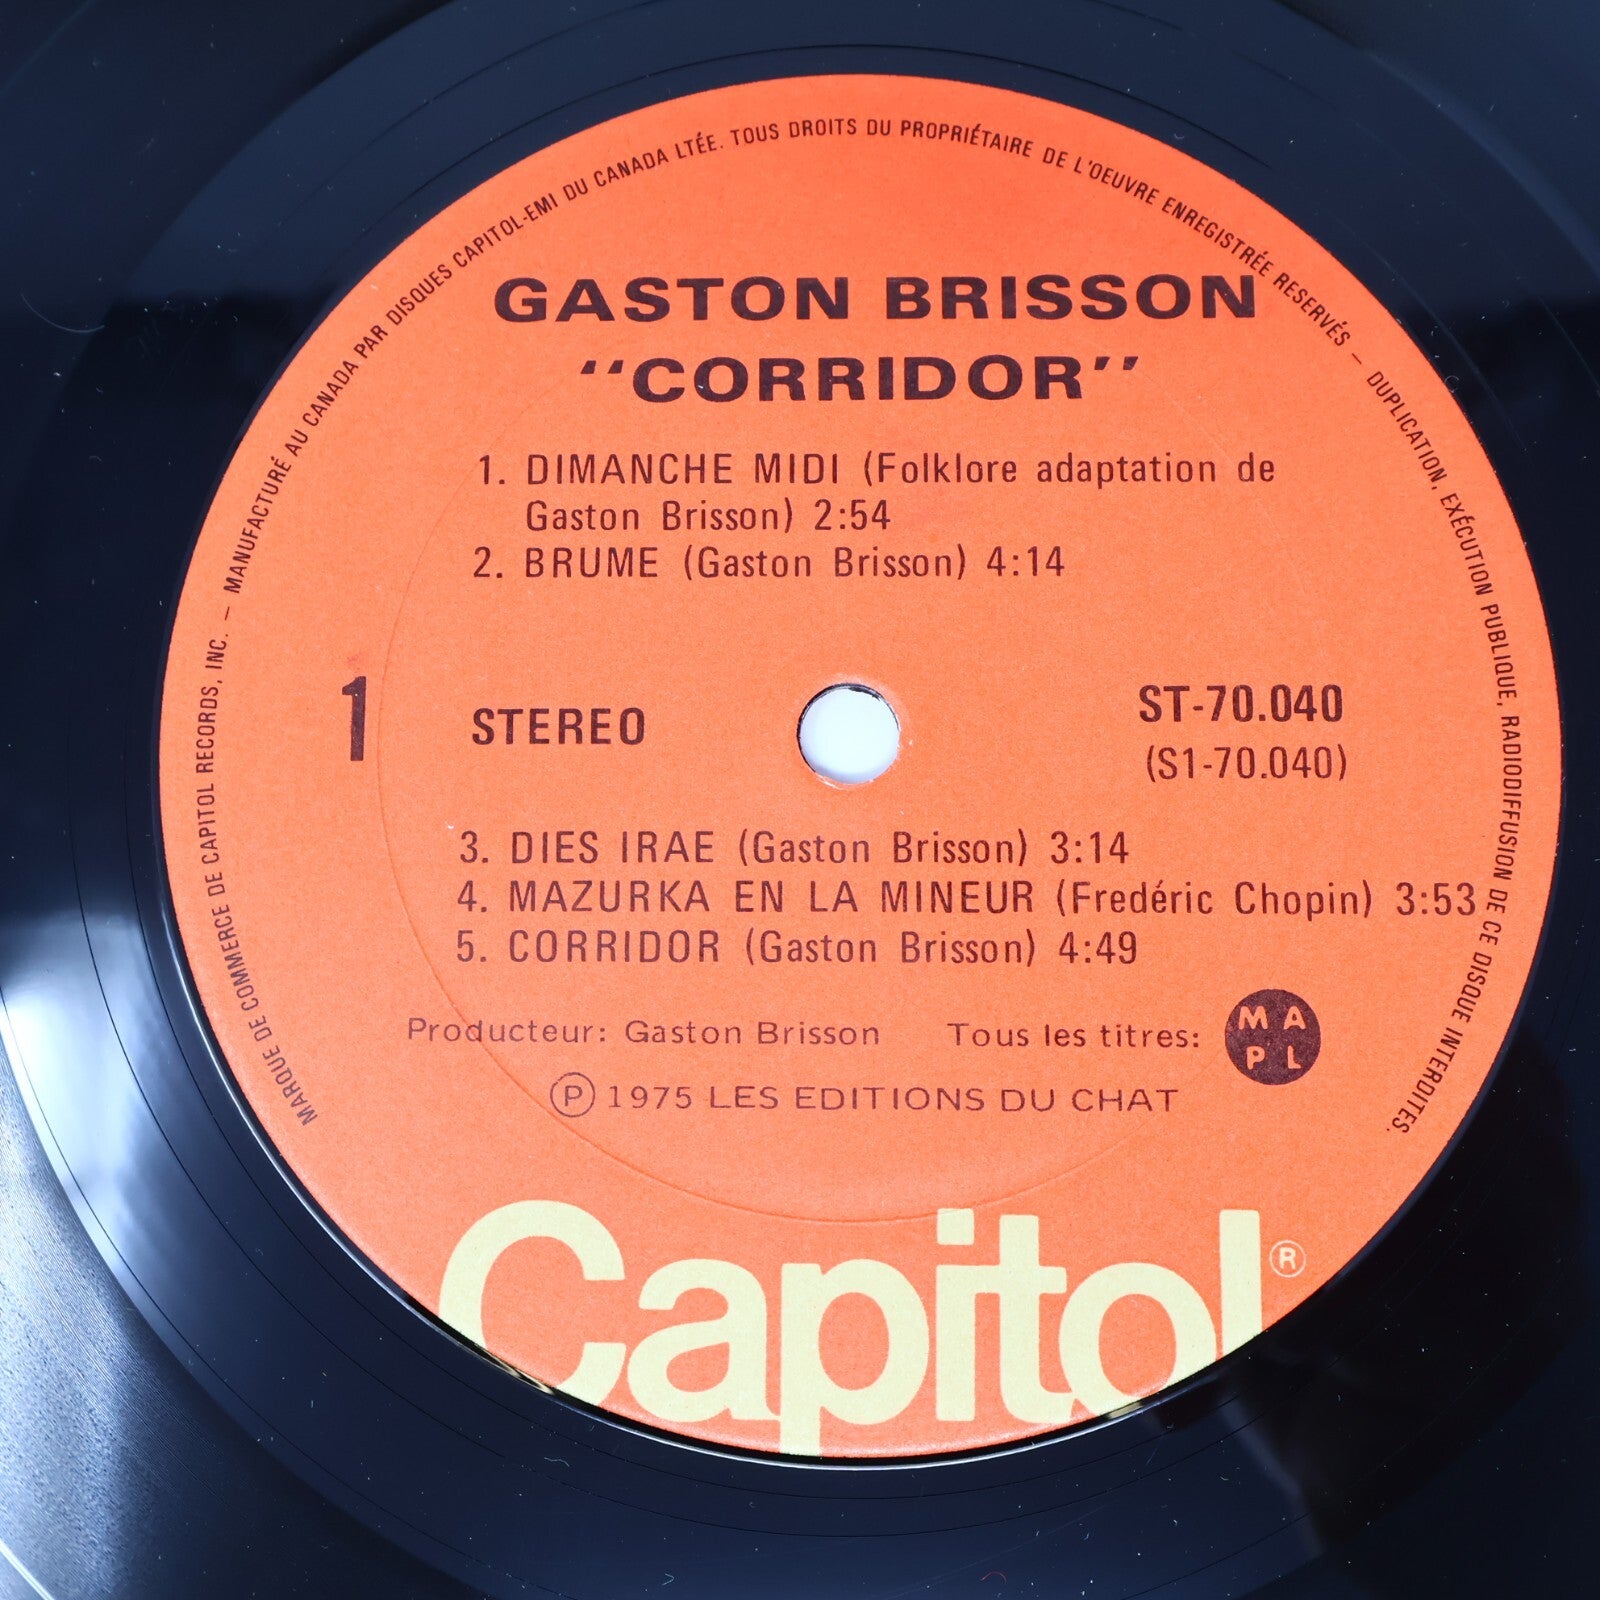 MARQUE DE COMMERCE DE CAPITOL RECORDS, INC. – MANUFACTURÉ AU CANADA PAR DISQUES CAPITOL-EMI DU CANADA LTÉE. TOUS DROITS DU PROPRIÉTAIRE DE L'OEUVRE ENREGISTRÉE RESERVÉS – DUPLICATION, EXÉCUTION PUBLIQUE, RADIODIFFUSION DE CE DISQUE INTERDITES.
GASTON BRISSON
“CORRIDOR”
1. DIMANCHE MIDI (Folklore adaptation de
Gaston Brisson) 2:54
2. BRUME (Gaston Brisson) 4:14
1
STEREO
ST-70.040
(S1-70.040)
3. DIES IRAE (Gaston Brisson) 3:14
4. MAZURKA EN LA MINEUR (Fredéric Chopin) 3:53
5. CORRIDOR (Gaston Brisson) 4:49
Producteur: Gaston Brisson Tous les titres: MAPL
Ⓟ 1975 LES EDITIONS DU CHAT
Capitol®